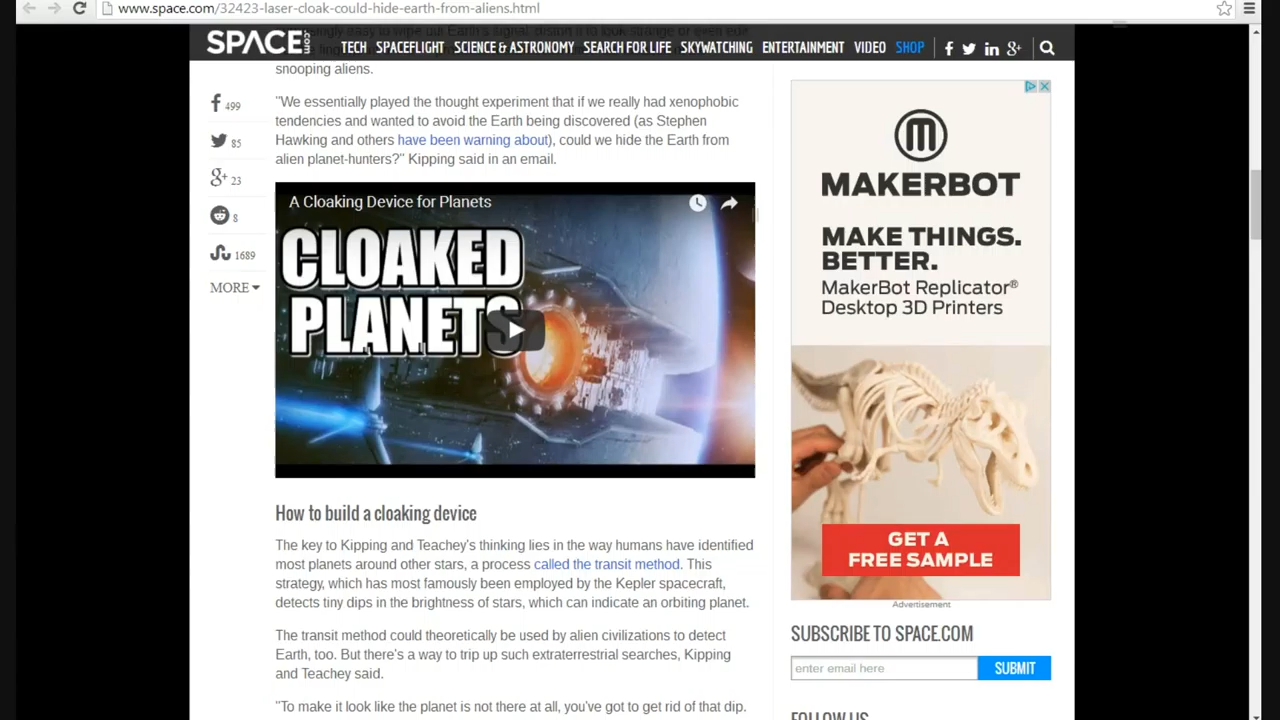 www.space.com/32423-laser-cloak-could-hide-earth-from-aliens.html
SPACE.com
TECH SPACEFLIGHT SCIENCE & ASTRONOMY SEARCH FOR LIFE SKYWATCHING ENTERTAINMENT VIDEO SHOP
snooping aliens.
499
85
23
8
1689
MORE
"We essentially played the thought experiment that if we really had xenophobic
tendencies and wanted to avoid the Earth being discovered (as Stephen
Hawking and others have been warning about), could we hide the Earth from
alien planet-hunters?" Kipping said in an email.
A Cloaking Device for Planets
CLOAKED
PLANETS
How to build a cloaking device
The key to Kipping and Teachey's thinking lies in the way humans have identified
most planets around other stars, a process called the transit method. This
strategy, which has most famously been employed by the Kepler spacecraft,
detects tiny dips in the brightness of stars, which can indicate an orbiting planet.
The transit method could theoretically be used by alien civilizations to detect
Earth, too. But there's a way to trip up such extraterrestrial searches, Kipping
and Teachey said.
"To make it look like the planet is not there at all, you've got to get rid of that dip.
MAKERBOT
MAKE THINGS.
BETTER.
MakerBot Replicator®
Desktop 3D Printers
GET A
FREE SAMPLE
Advertisement
SUBSCRIBE TO SPACE.COM
enter email here
SUBMIT
FOLLOW US